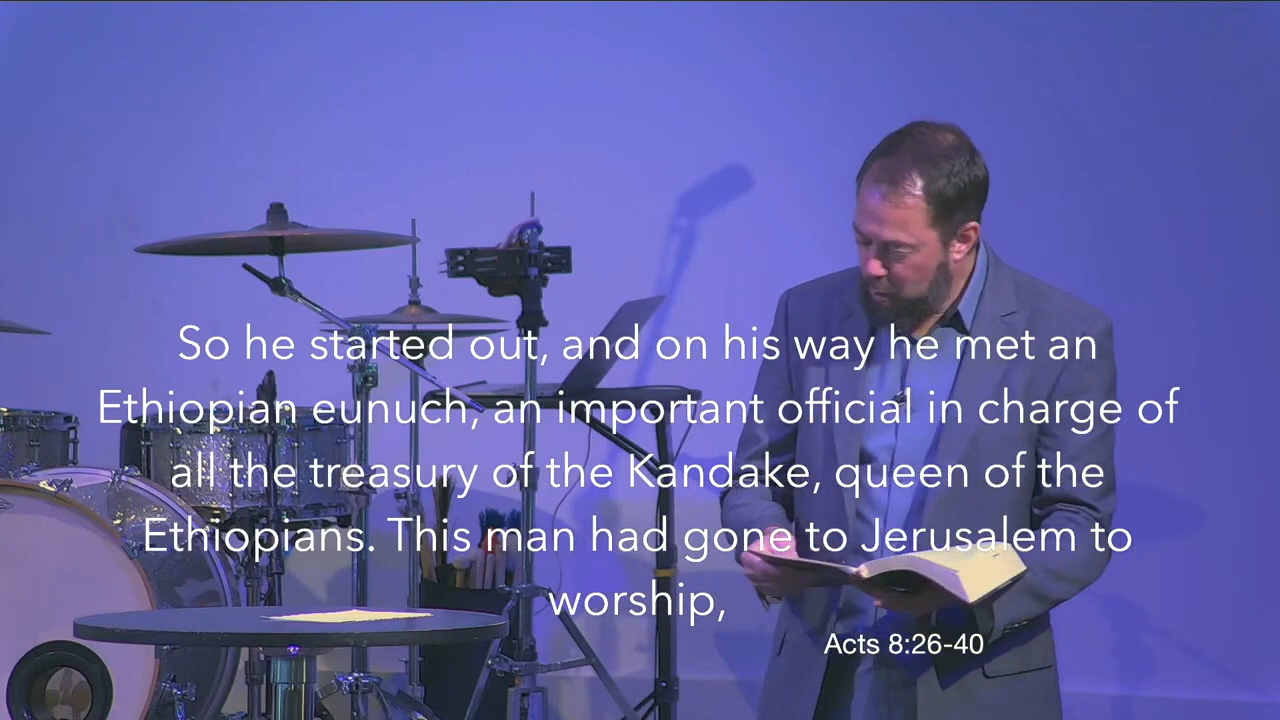 So he started out, and on his way he met an
Ethiopian eunuch, an important official in charge of
all the treasury of the Kandake, queen of the
Ethiopians. This man had gone to Jerusalem to
worship,
Acts 8:26-40